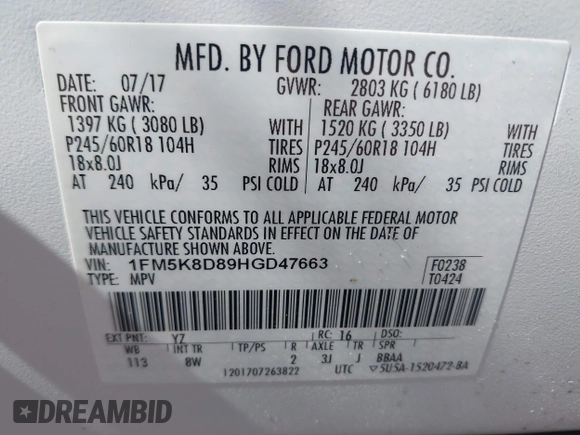 MFD. BY FORD MOTOR CO.
DATE: 07/17 GVWR: 2803 KG ( 6180 LB)
FRONT GAWR: REAR GAWR:
1397 KG ( 3080 LB) WITH 1520 KG ( 3350 LB) WITH
P245/60R18 104H TIRES P245/60R18 104H TIRES
18x8.0J RIMS 18x8.0J RIMS
AT 240 kPa/ 35 PSI COLD AT 240 kPa/ 35 PSI COLD
THIS VEHICLE CONFORMS TO ALL APPLICABLE FEDERAL MOTOR
VEHICLE SAFETY STANDARDS IN EFFECT ON THE DATE OF
MANUFACTURE SHOWN ABOVE.
VIN: 1FM5K8D89HGD47663 F0238
TYPE: MPV T0424
EXT PNT: YZ RC: 16 DSO:
WB INT TR TP/PS R AXLE TR SPR
113 8W 2 3J J BBAA
1201707263822 UTC ▽5U5A-1520472-BA
DREAMBID